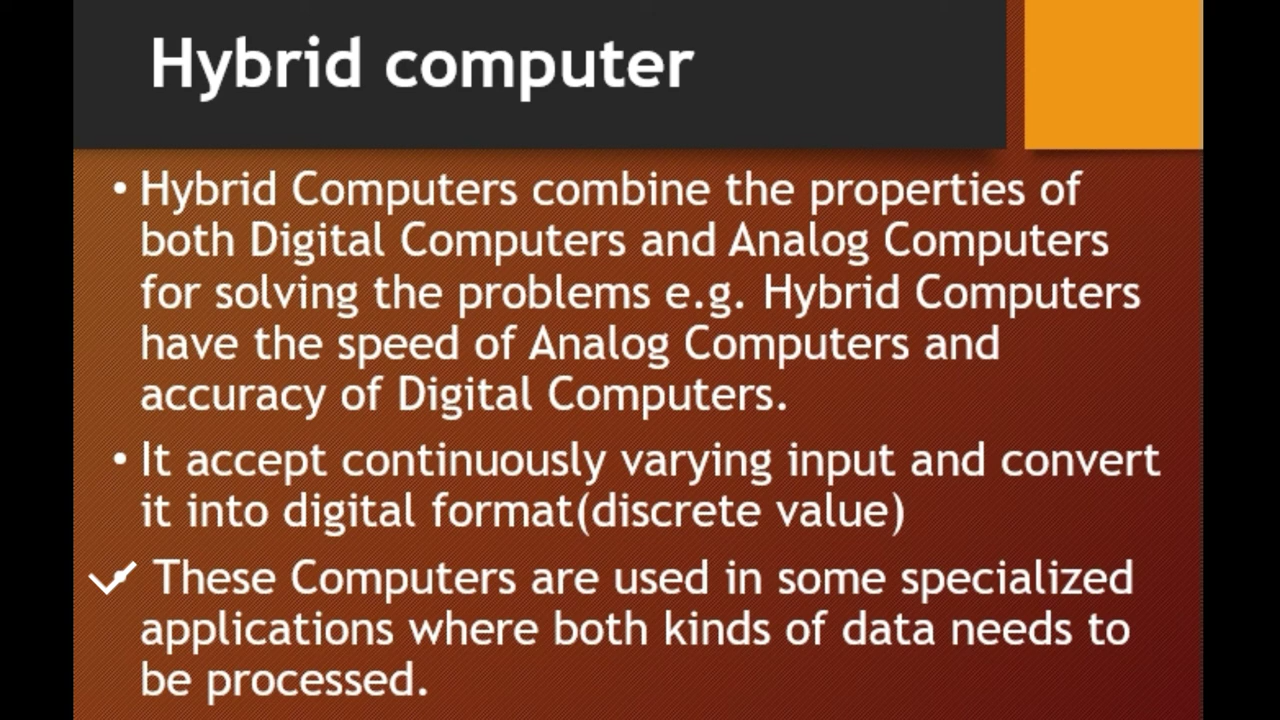 Hybrid computer
• Hybrid Computers combine the properties of
both Digital Computers and Analog Computers
for solving the problems e.g. Hybrid Computers
have the speed of Analog Computers and
accuracy of Digital Computers.
• It accept continuously varying input and convert
it into digital format(discrete value)
✓ These Computers are used in some specialized
applications where both kinds of data needs to
be processed.